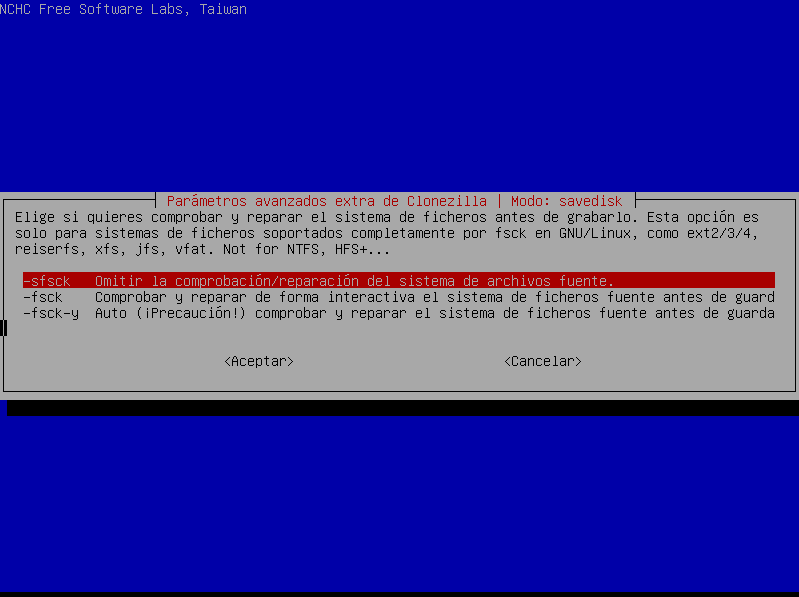 NCHC Free Software Labs, Taiwan
Parámetros avanzados extra de Clonezilla | Modo: savedisk
Elige si quieres comprobar y reparar el sistema de ficheros antes de grabarlo. Esta opción es
solo para sistemas de ficheros soportados completamente por fsck en GNU/Linux, como ext2/3/4,
reiserfs, xfs, jfs, vfat. Not for NTFS, HFS+...
-sfsck Omitir la comprobación/reparación del sistema de archivos fuente.
-fsck Comprobar y reparar de forma interactiva el sistema de ficheros fuente antes de guard
-fsck-y Auto (¡Precaución!) comprobar y reparar el sistema de ficheros fuente antes de guarda
<Aceptar> <Cancelar>